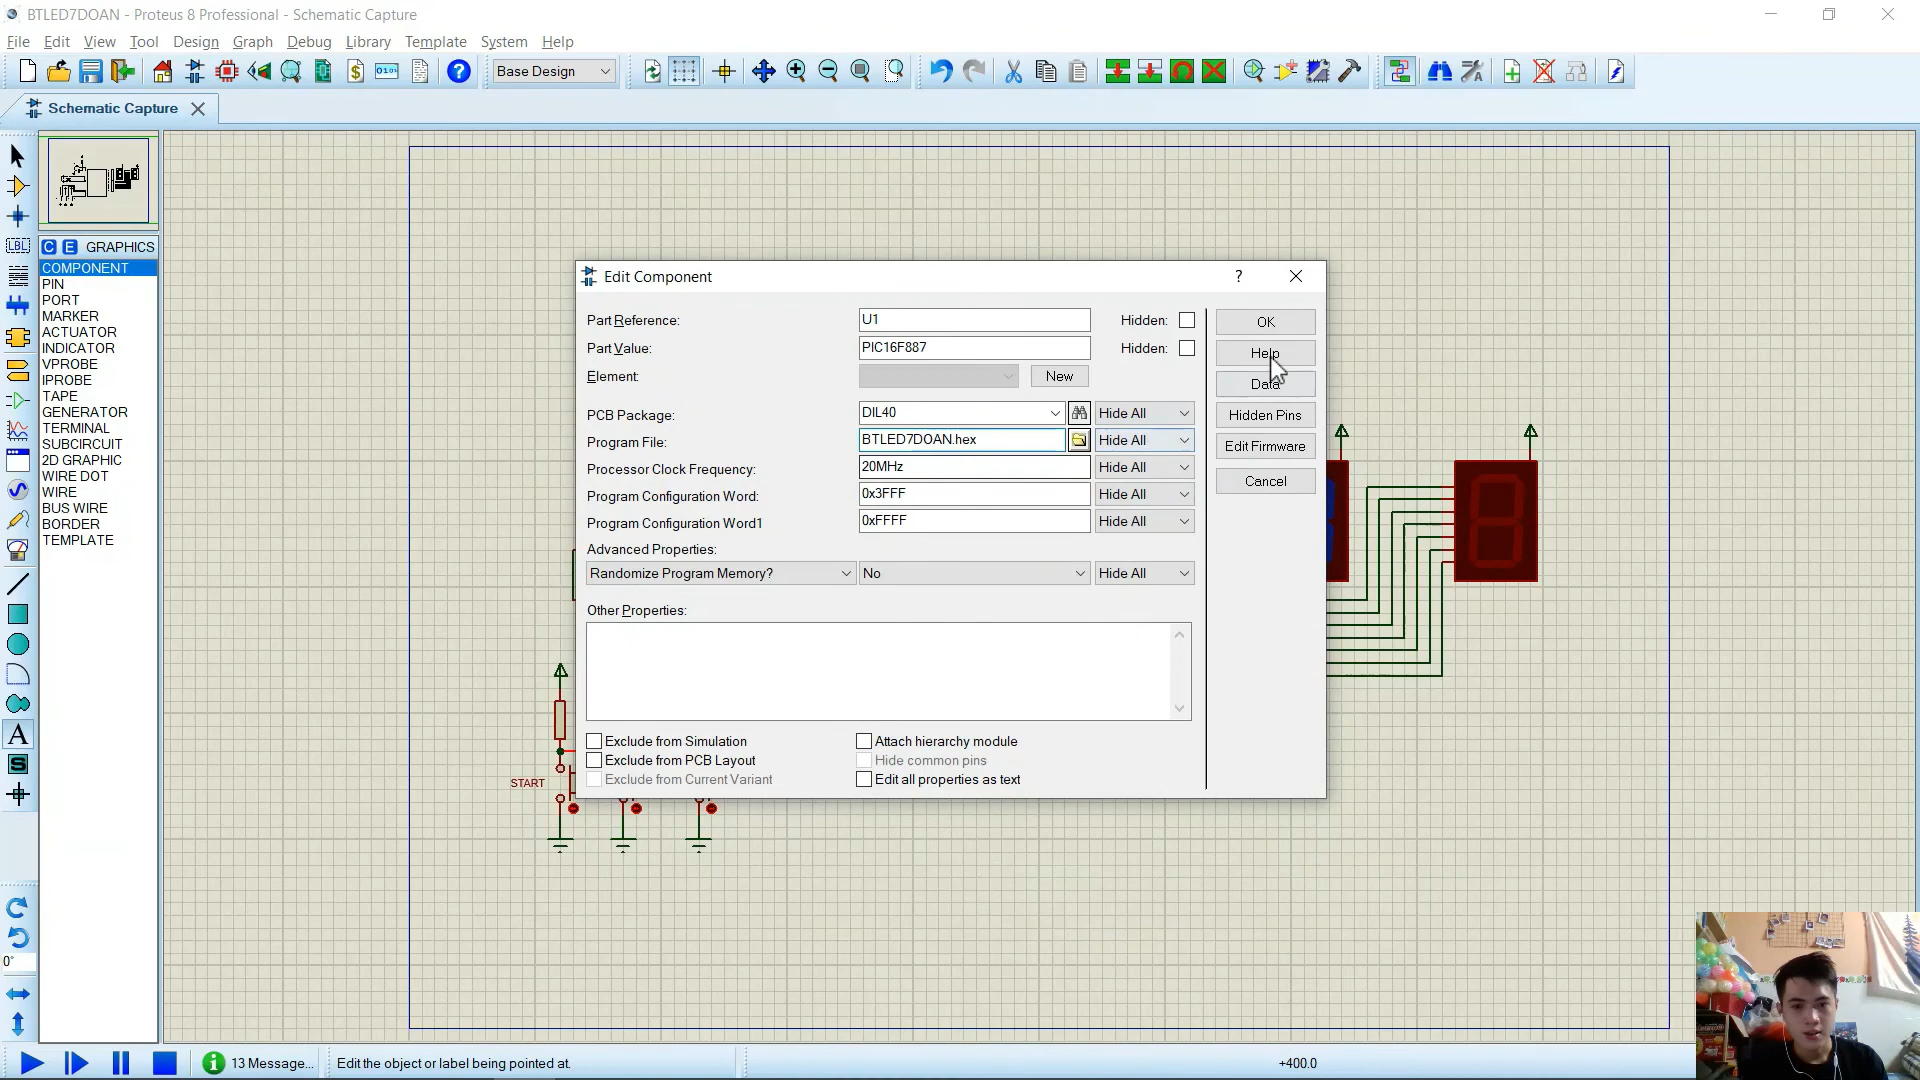 BTLED7DOAN - Proteus 8 Professional - Schematic Capture
File Edit View Tool Design Graph Debug Library Template System Help
Base Design
Schematic Capture
GRAPHICS
COMPONENT
PIN
PORT
MARKER
ACTUATOR
INDICATOR
VPROBE
IPROBE
TAPE
GENERATOR
TERMINAL
SUBCIRCUIT
2D GRAPHIC
WIRE DOT
WIRE
BUS WIRE
BORDER
TEMPLATE
LBL
C E
A
S
0°
Edit Component
Part Reference: U1 Hidden:
Part Value: PIC16F887 Hidden:
Element: New
PCB Package: DIL40 Hide All
Program File: BTLED7DOAN.hex Hide All
Processor Clock Frequency: 20MHz Hide All
Program Configuration Word: 0x3FFF Hide All
Program Configuration Word1 0xFFFF Hide All
Advanced Properties:
Randomize Program Memory? No Hide All
Other Properties:
Exclude from Simulation Attach hierarchy module
Exclude from PCB Layout Hide common pins
Exclude from Current Variant Edit all properties as text
OK
Help
Data
Hidden Pins
Edit Firmware
Cancel
START
13 Message... Edit the object or label being pointed at. +400.0